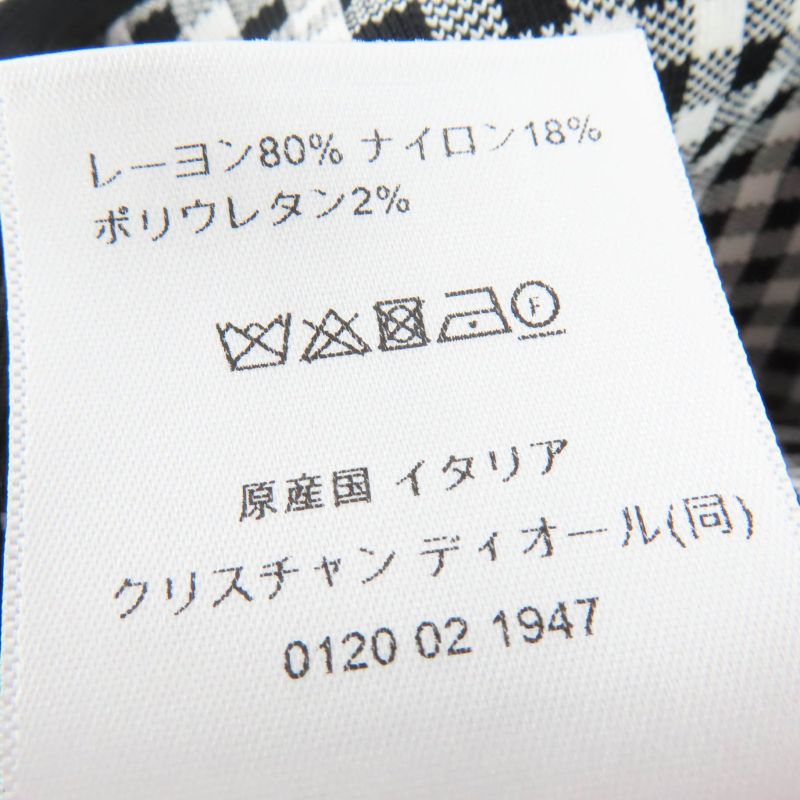 レーヨン80% ナイロン18%
ポリウレタン2%
F
原産国 イタリア
クリスチャン ディオール(同)
0120 02 1947